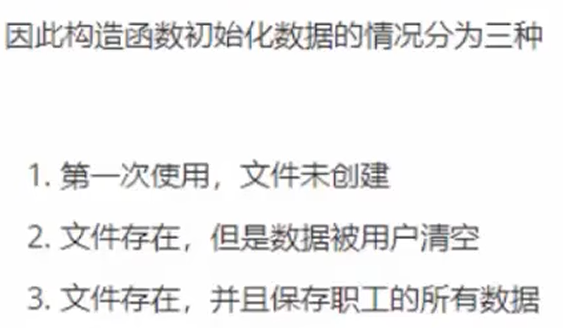 因此构造函数初始化数据的情况分为三种
1. 第一次使用，文件未创建
2. 文件存在，但是数据被用户清空
3. 文件存在，并且保存职工的所有数据